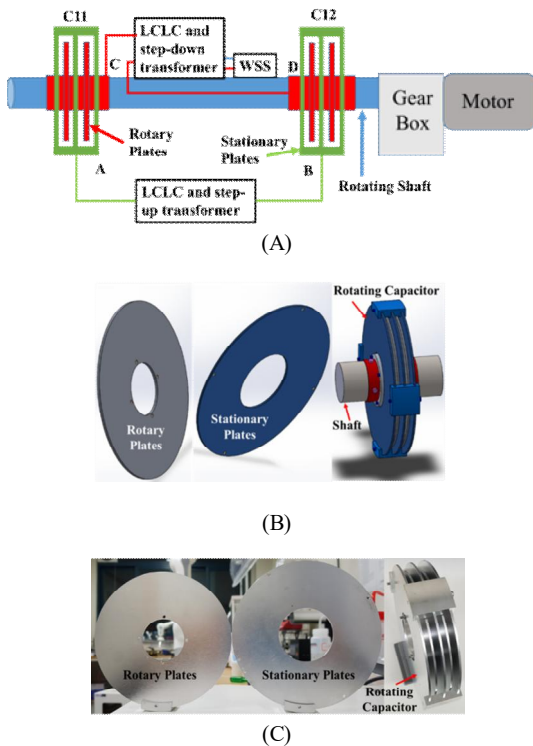 C11
C12
LCLC and
step-down
transformer
WSS
C
D
Gear
Box
Motor
Rotary
Plates
Stationary
Plates
A
B
Rotating Shaft
LCLC and step-
up transformer
(A)
Rotating Capacitor
Rotary
Plates
Stationary
Plates
Shaft
(B)
Rotary Plates
Stationary Plates
Rotating
Capacitor
(C)